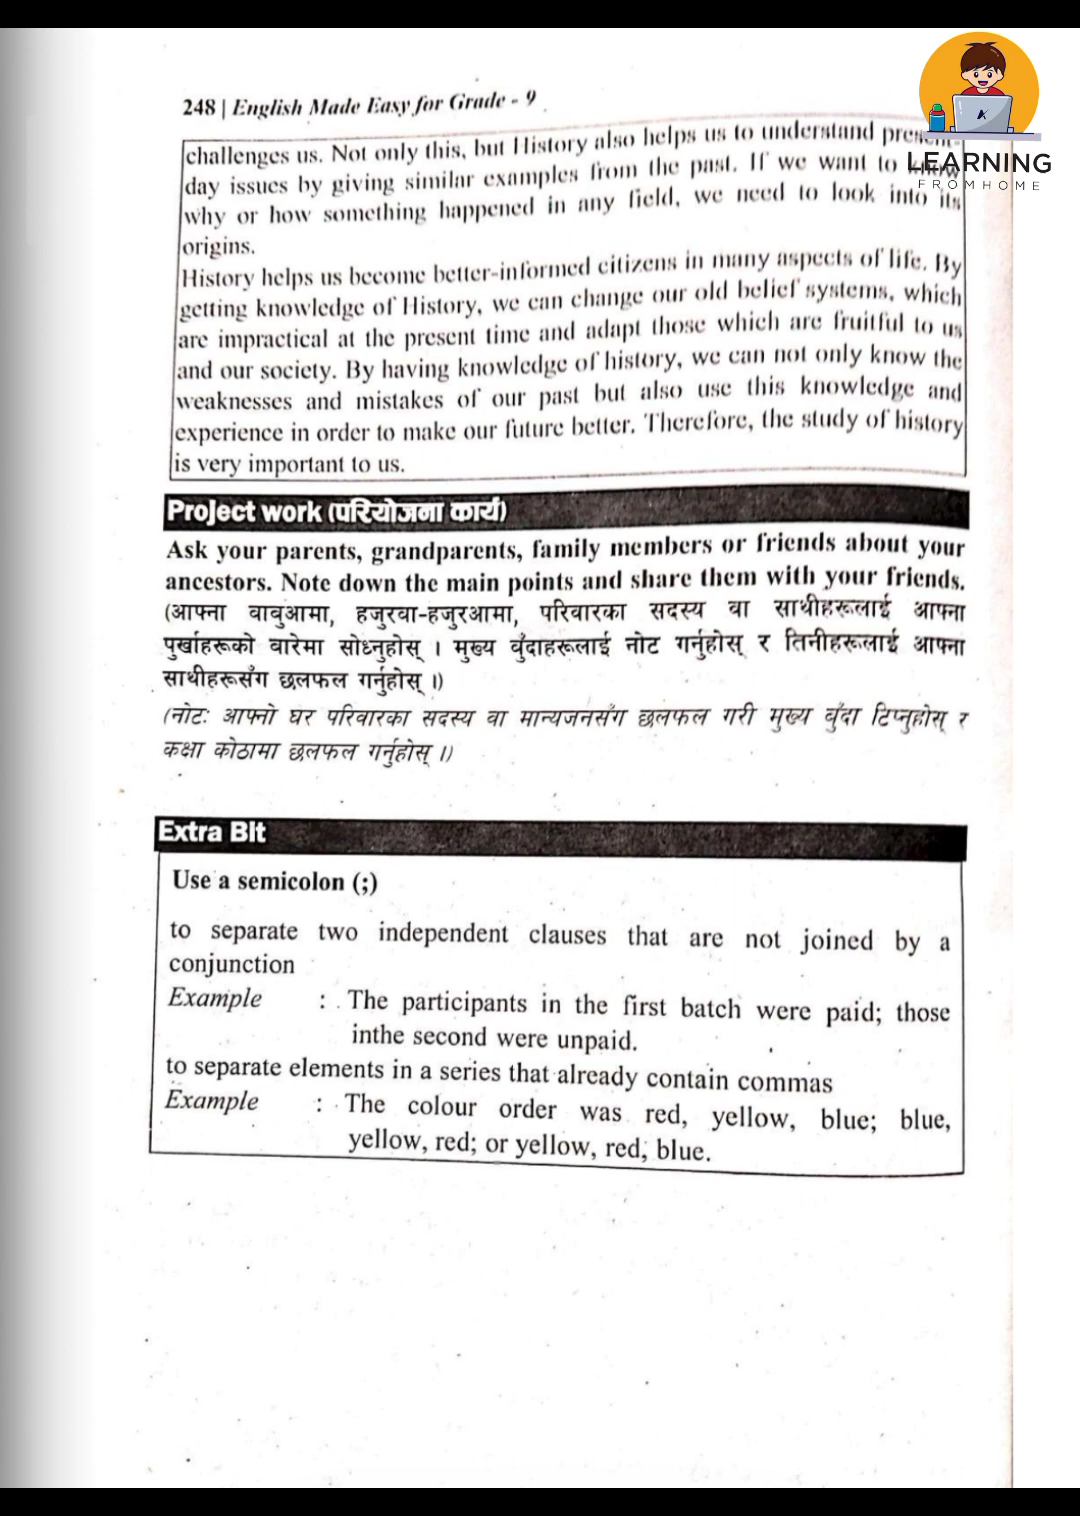 248 | English Made Easy for Grade - 9
LEARNING
FROMHOME
challenges us. Not only this, but History also helps us to understand present-
day issues by giving similar examples from the past. If we want to know
why or how something happened in any field, we need to look into its
origins.
History helps us become better-informed citizens in many aspects of life. By
getting knowledge of History, we can change our old belief systems, which
are impractical at the present time and adapt those which are fruitful to us
and our society. By having knowledge of history, we can not only know the
weaknesses and mistakes of our past but also use this knowledge and
experience in order to make our future better. Therefore, the study of history
is very important to us.
Project work (परियोजना कार्य)
Ask your parents, grandparents, family members or friends about your
ancestors. Note down the main points and share them with your friends.
(आफ्ना वाबुआमा, हजुरवा-हजुरआमा, परिवारका सदस्य वा साथीहरूलाई आफ्ना
पुर्खाहरूको वारेमा सोध्नुहोस् । मुख्य बुँदाहरूलाई नोट गर्नुहोस् र तिनीहरूलाई आफ्ना
साथीहरूसँग छलफल गर्नुहोस् ।)
(नोटः आफ्नो घर परिवारका सदस्य वा मान्यजनसँग छलफल गरी मुख्य बुँदा टिप्नुहोस् र
कक्षा कोठामा छलफल गर्नुहोस् ।)
Extra Bit
Use a semicolon (;)
to separate two independent clauses that are not joined by a
conjunction
Example : The participants in the first batch were paid; those
inthe second were unpaid.
to separate elements in a series that already contain commas
Example : The colour order was red, yellow, blue; blue,
yellow, red; or yellow, red, blue.